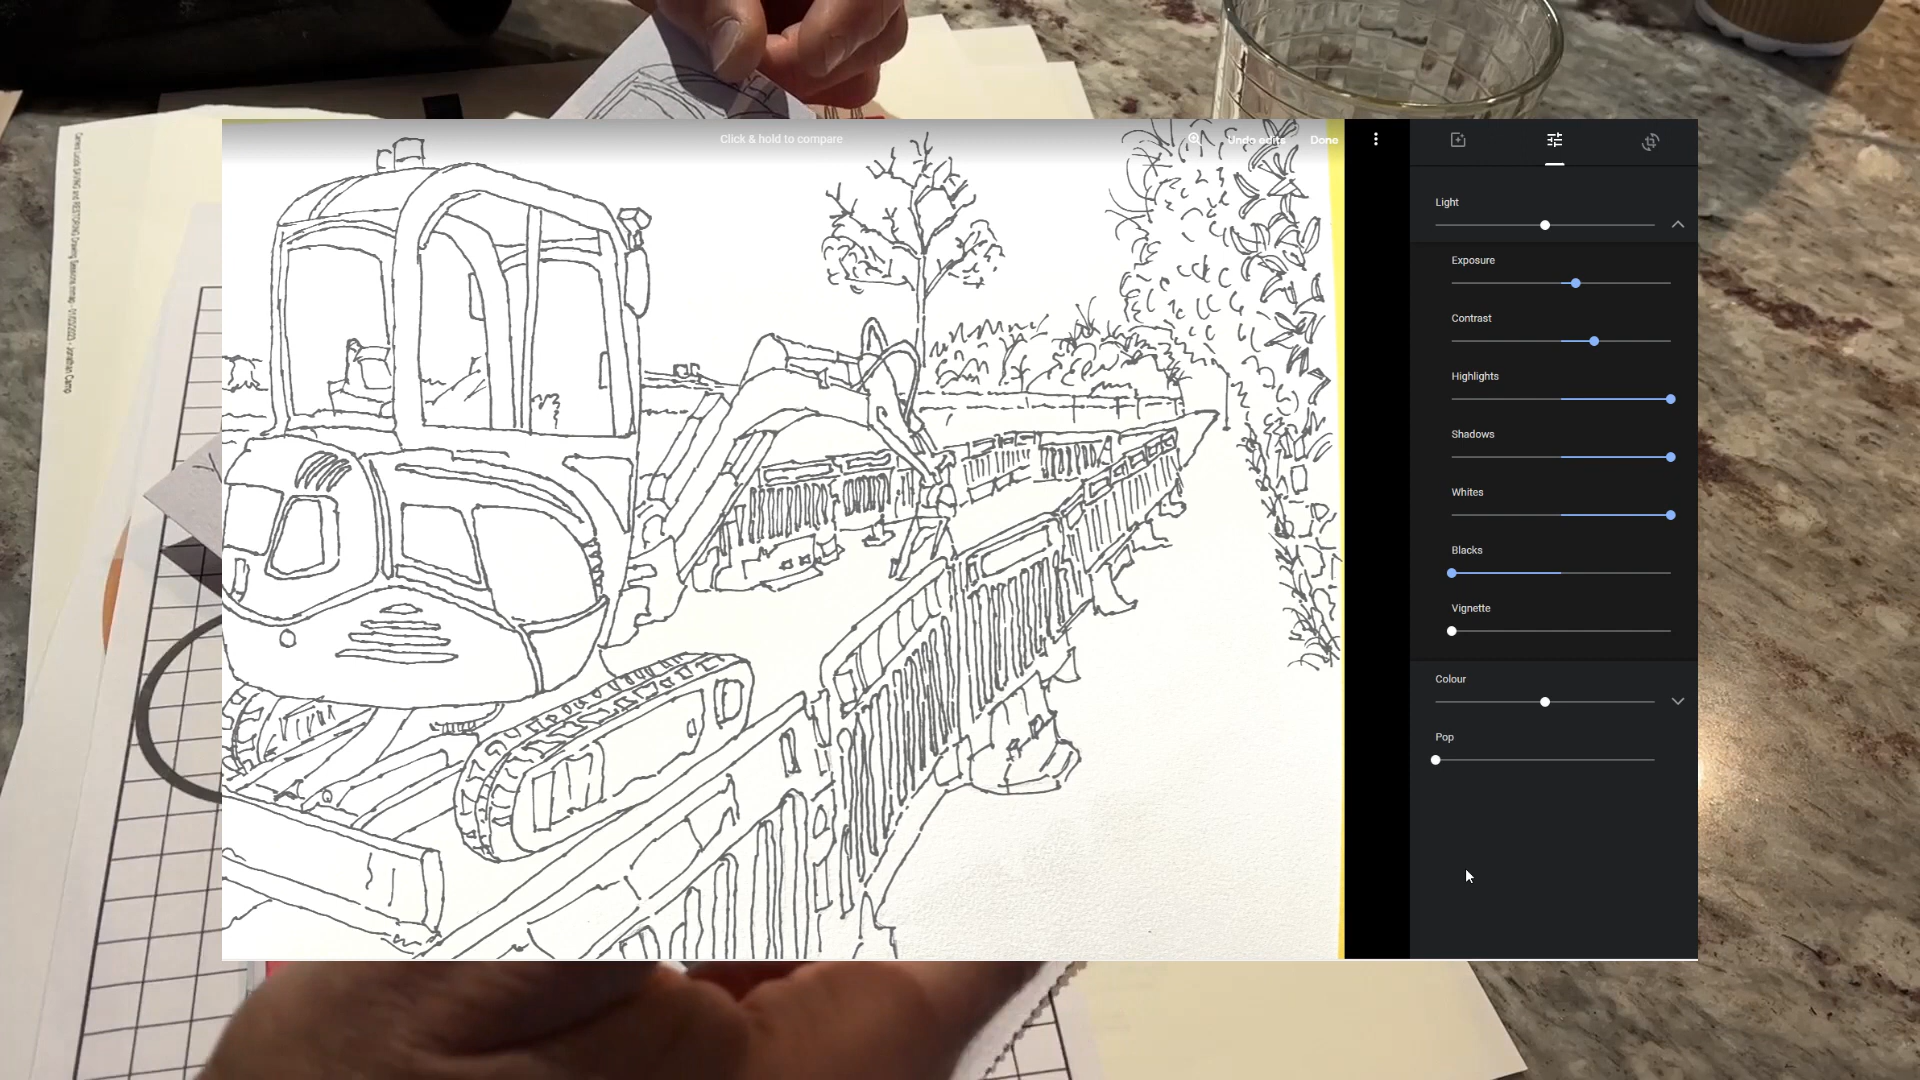 Click & hold to compare
Undo edits
Done
Light
Exposure
Contrast
Highlights
Shadows
Whites
Blacks
Vignette
Colour
Pop